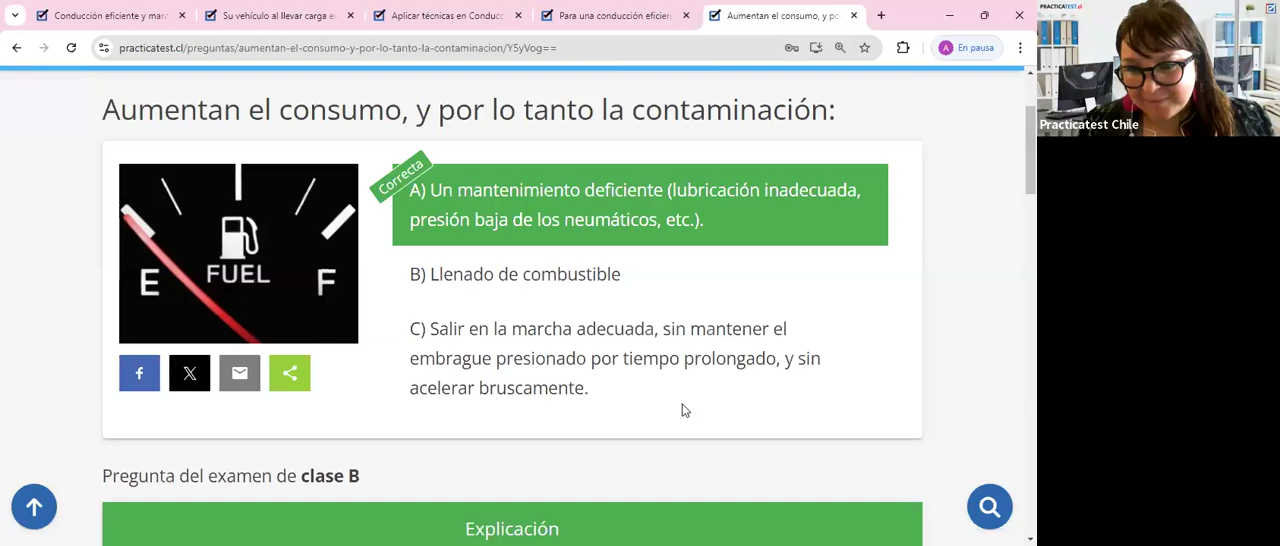 Conducción eficiente y mant
Su vehículo al llevar carga e
Aplicar técnicas en Conducc
Para una conducción eficien
Aumentan el consumo, y po
practicatest.cl/preguntas/aumentan-el-consumo-y-por-lo-tanto-la-contaminacion/Y5yVog==
A En pausa
PRACTICATEST.cl
Practicatest Chile
Aumentan el consumo, y por lo tanto la contaminación:
Correcta
A) Un mantenimiento deficiente (lubricación inadecuada,
presión baja de los neumáticos, etc.).
B) Llenado de combustible
C) Salir en la marcha adecuada, sin mantener el
embrague presionado por tiempo prolongado, y sin
acelerar bruscamente.
E FUEL F
Pregunta del examen de clase B
Explicación